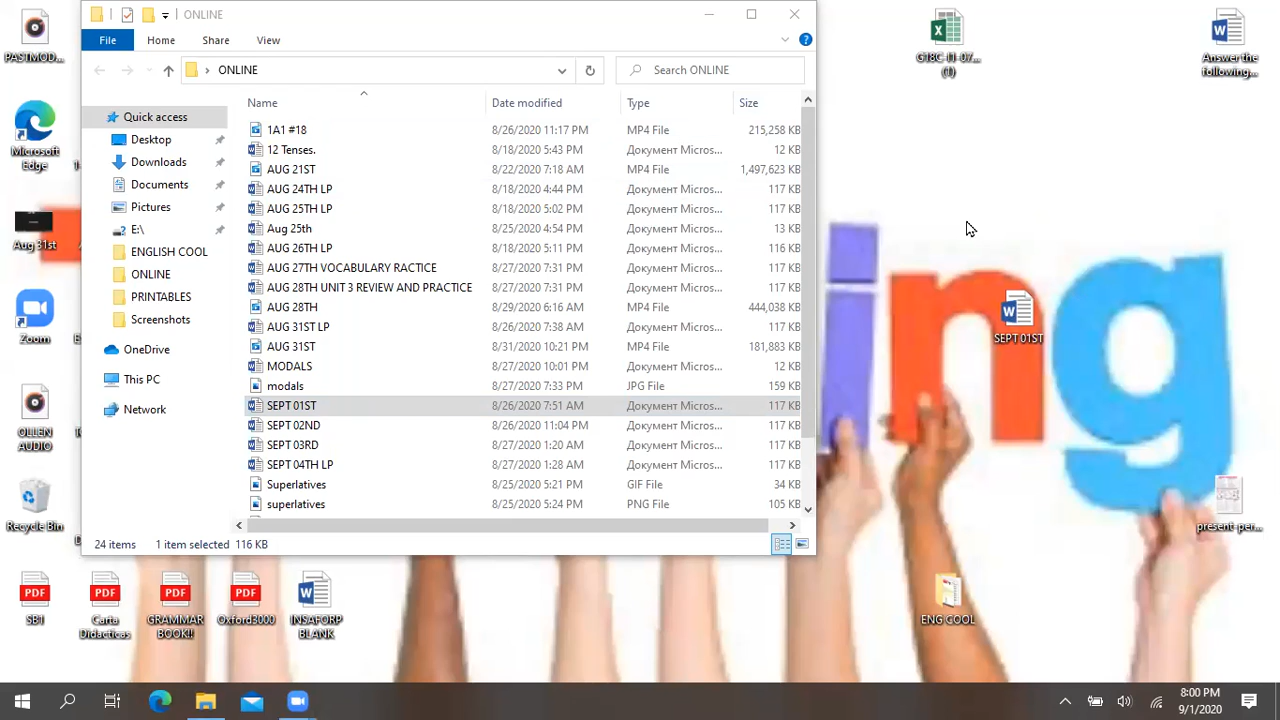 ONLINE
File Home Share View
ONLINE
Search ONLINE
Name Date modified Type Size
Quick access
Desktop
Downloads
Documents
Pictures
E:\
ENGLISH COOL
ONLINE
PRINTABLES
Screenshots
OneDrive
This PC
Network
1A1 #18 8/26/2020 11:17 PM MP4 File 215,258 KB
12 Tenses. 8/18/2020 5:43 PM Документ Micros... 12 KB
AUG 21ST 8/22/2020 7:18 AM MP4 File 1,497,623 KB
AUG 24TH LP 8/18/2020 4:44 PM Документ Micros... 117 KB
AUG 25TH LP 8/18/2020 5:02 PM Документ Micros... 117 KB
Aug 25th 8/25/2020 4:54 PM Документ Micros... 13 KB
AUG 26TH LP 8/18/2020 5:11 PM Документ Micros... 116 KB
AUG 27TH VOCABULARY RACTICE 8/27/2020 7:31 PM Документ Micros... 117 KB
AUG 28TH UNIT 3 REVIEW AND PRACTICE 8/27/2020 7:31 PM Документ Micros... 117 KB
AUG 28TH 8/29/2020 6:16 AM MP4 File 444,038 KB
AUG 31ST LP 8/26/2020 7:38 AM Документ Micros... 117 KB
AUG 31ST 8/31/2020 10:21 PM MP4 File 181,883 KB
MODALS 8/27/2020 10:01 PM Документ Micros... 12 KB
modals 8/27/2020 7:33 PM JPG File 159 KB
SEPT 01ST 8/26/2020 7:51 AM Документ Micros... 117 KB
SEPT 02ND 8/26/2020 11:04 PM Документ Micros... 117 KB
SEPT 03RD 8/27/2020 1:20 AM Документ Micros... 117 KB
SEPT 04TH LP 8/27/2020 1:28 AM Документ Micros... 117 KB
Superlatives 8/25/2020 5:21 PM GIF File 34 KB
superlatives 8/25/2020 5:24 PM PNG File 105 KB
24 items 1 item selected 116 KB
PASTMOD...
Microsoft
Edge
Aug 31st
Zoom
OLLEN
AUDIO
Recycle Bin
SB1
Carta
Didacticas
GRAMMAR
BOOK!!
Oxford3000
INSAFORP
BLANK
(1)
Answer the
following...
SEPT 01ST
present-per...
ENG COOL
ing
8:00 PM
9/1/2020